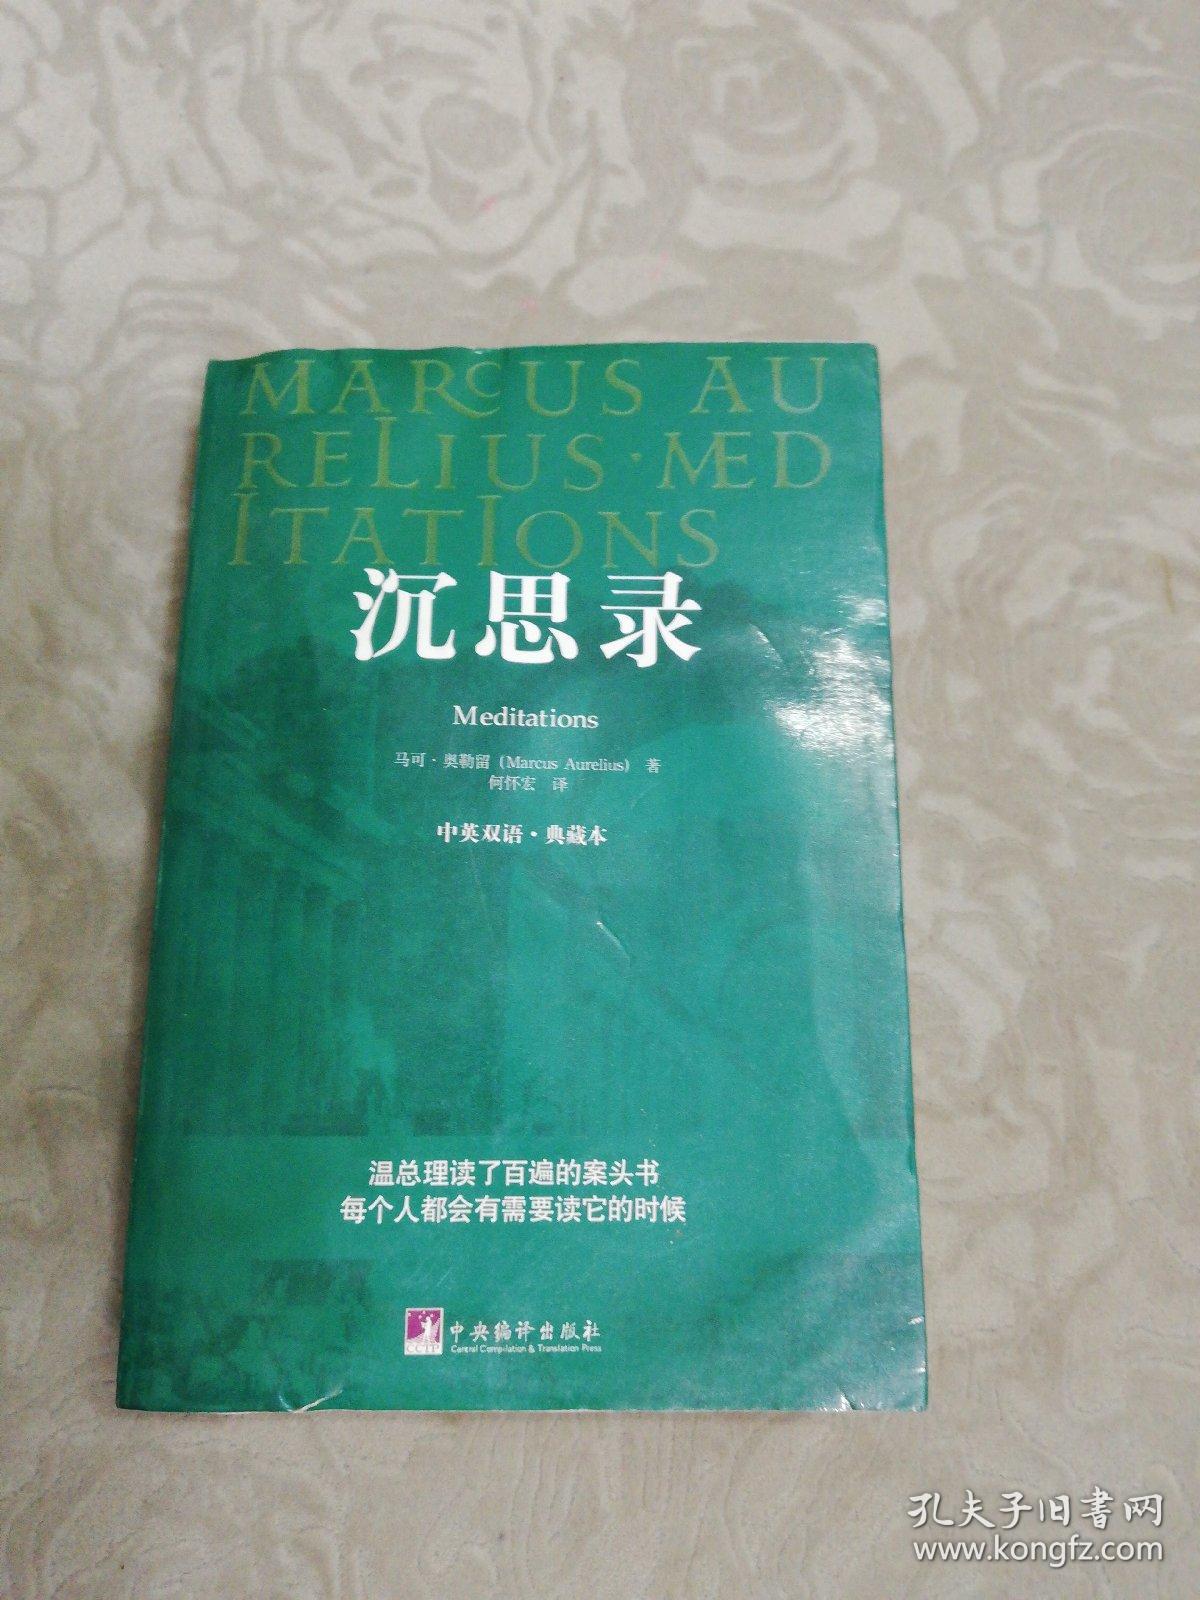 MARCUS AU
RELIUS·MED
ITATIONS
沉思录
Meditations
马可·奥勒留(Marcus Aurelius) 著
何怀宏 译
中英双语·典藏本
温总理读了百遍的案头书
每个人都会有需要读它的时候
CCTP
中央编译出版社
Central Compilation & Translation Press
孔夫子旧书网
www.kongfz.com